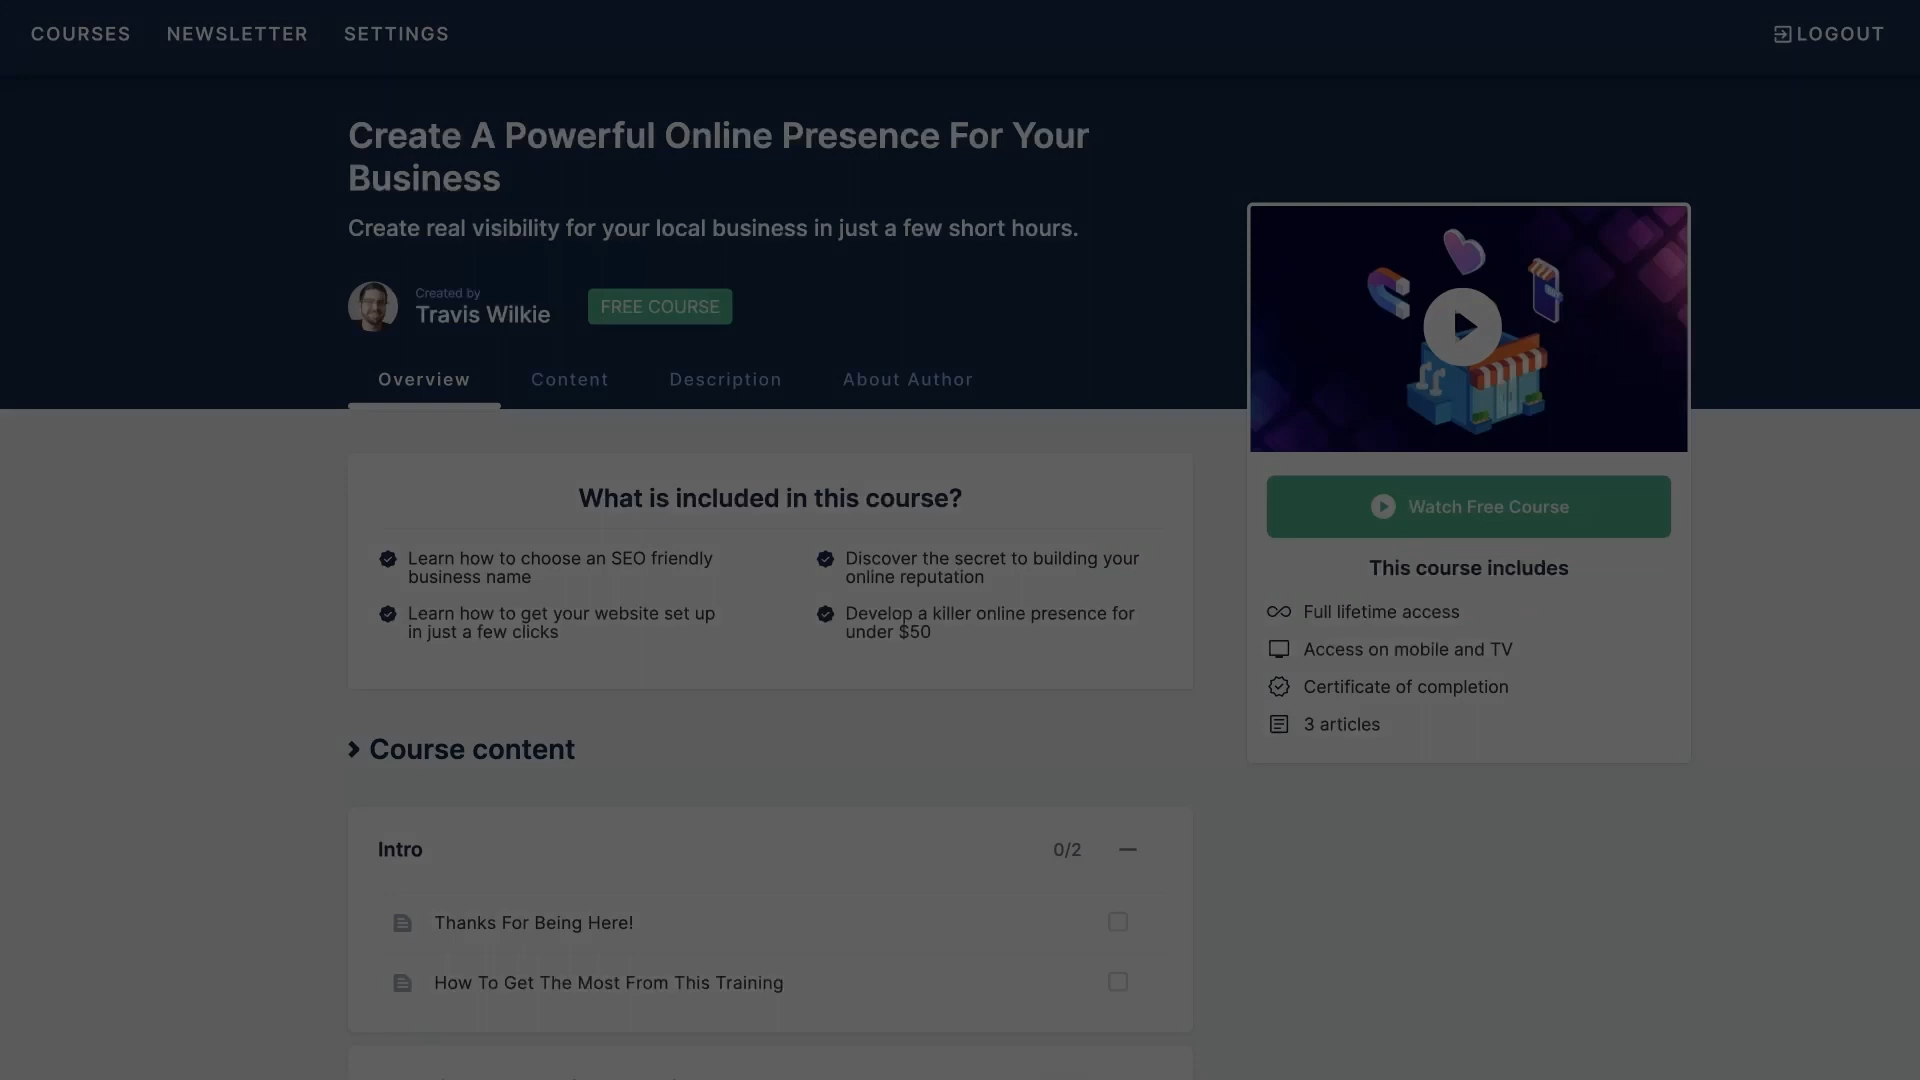 COURSES NEWSLETTER SETTINGS LOGOUT
Create A Powerful Online Presence For Your
Business
Create real visibility for your local business in just a few short hours.
Created by
Travis Wilkie
FREE COURSE
Overview Content Description About Author
What is included in this course?
Learn how to choose an SEO friendly
business name
Discover the secret to building your
online reputation
Learn how to get your website set up
in just a few clicks
Develop a killer online presence for
under $50
Watch Free Course
This course includes
Full lifetime access
Access on mobile and TV
Certificate of completion
3 articles
Course content
Intro 0/2
Thanks For Being Here!
How To Get The Most From This Training